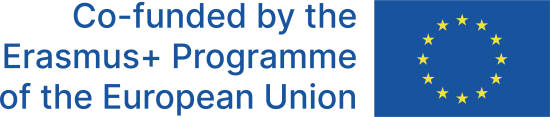 Co-funded by the
Erasmus+ Programme
of the European Union